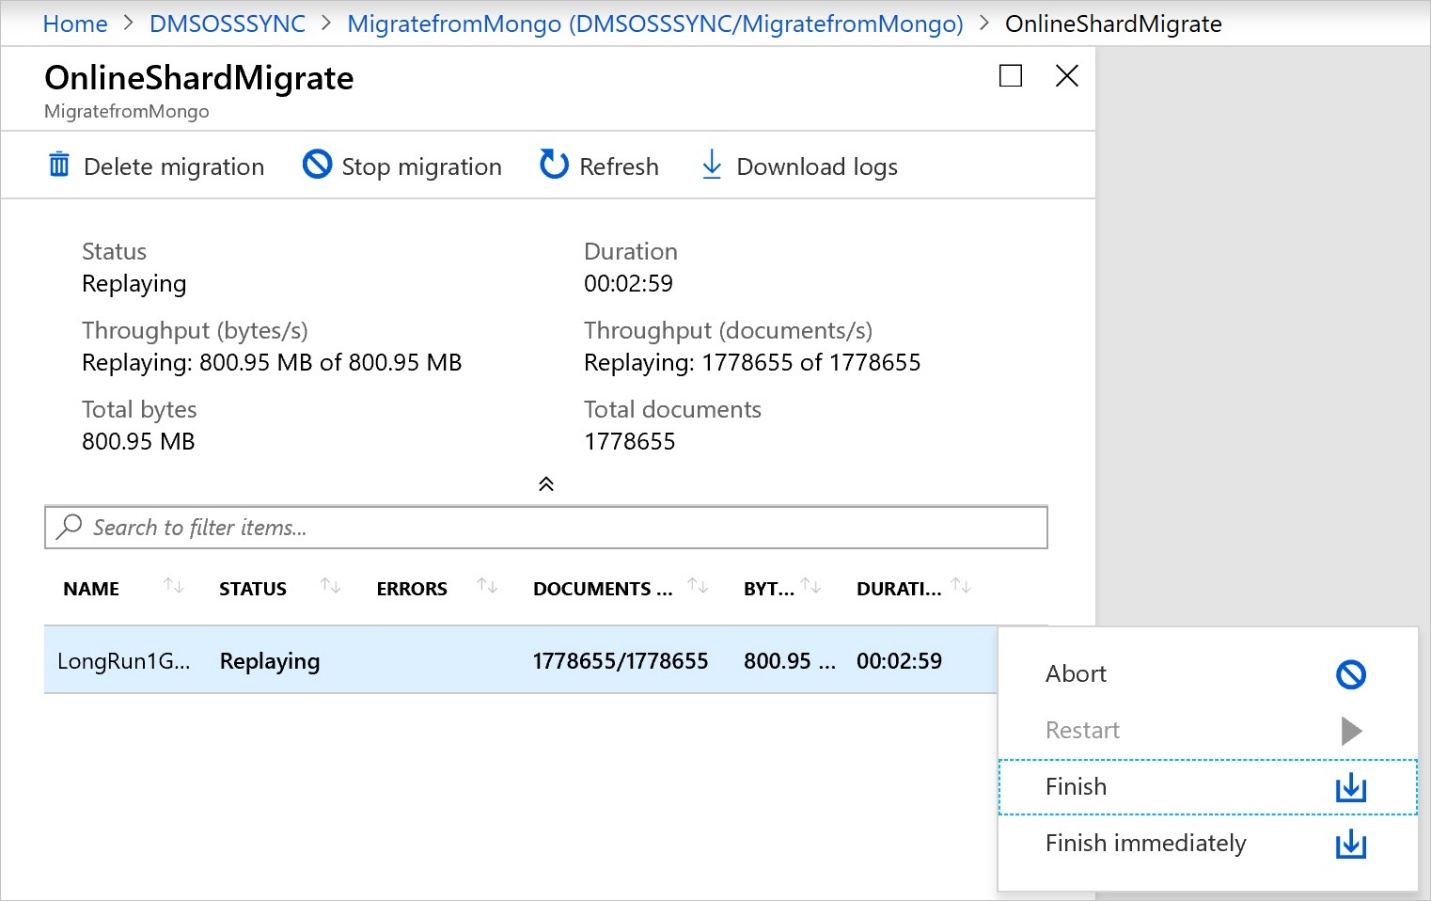 Home > DMSOSSSYNC > MigratefromMongo (DMSOSSSYNC/MigratefromMongo) > OnlineShardMigrate
OnlineShardMigrate
MigratefromMongo
Delete migration Stop migration Refresh Download logs
Status Duration
Replaying 00:02:59
Throughput (bytes/s) Throughput (documents/s)
Replaying: 800.95 MB of 800.95 MB Replaying: 1778655 of 1778655
Total bytes Total documents
800.95 MB 1778655
Search to filter items...
NAME STATUS ERRORS DOCUMENTS ... BYT... DURATI...
LongRun1G... Replaying 1778655/1778655 800.95 ... 00:02:59
Abort
Restart
Finish
Finish immediately